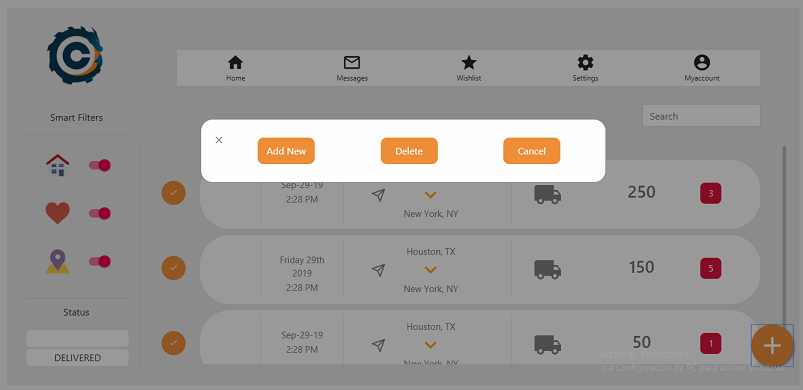 Home
Messages
Wishlist
Settings
Myaccount
Smart Filters
Search
Add New
Delete
Cancel
Sep-29-19
2:28 PM
New York, NY
250
3
Friday 29th
2019
2:28 PM
Houston, TX
New York, NY
150
5
Status
DELIVERED
Sep-29-19
2:28 PM
Houston, TX
New York, NY
50
1
Activar Windows
Ir a Configuración de PC para activar Windows.